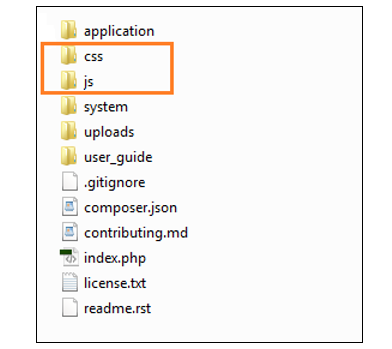 application
css
js
system
uploads
user_guide
.gitignore
composer.json
contributing.md
index.php
license.txt
readme.rst